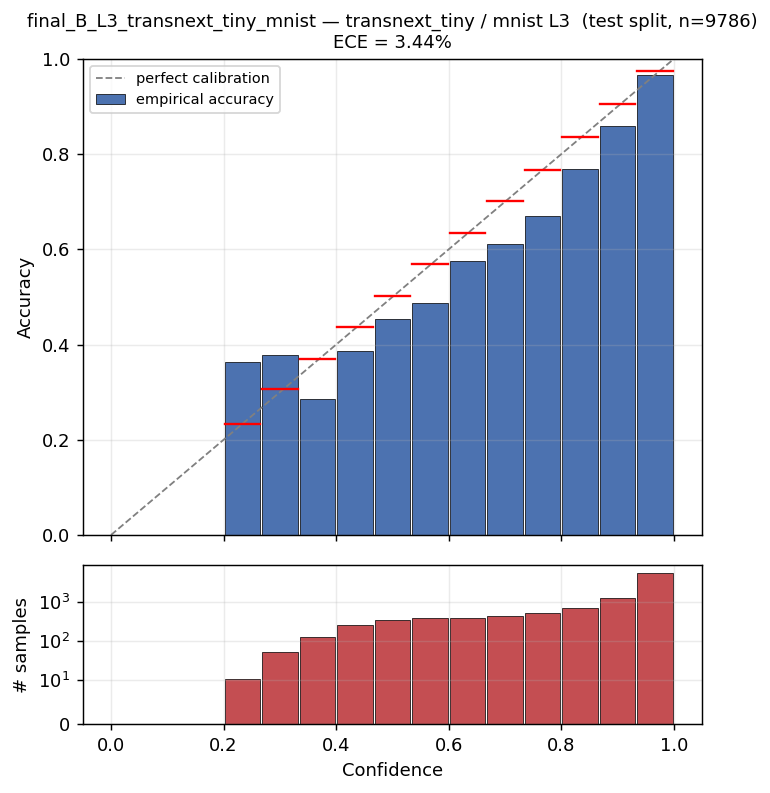 final_B_L3_transnext_tiny_mnist — transnext_tiny / mnist L3  (test split, n=9786)
ECE = 3.44%
perfect calibration
empirical accuracy
1.0
0.8
0.6
0.4
0.2
0.0
Accuracy
10³
10²
10¹
0
# samples
0.0 0.2 0.4 0.6 0.8 1.0
Confidence